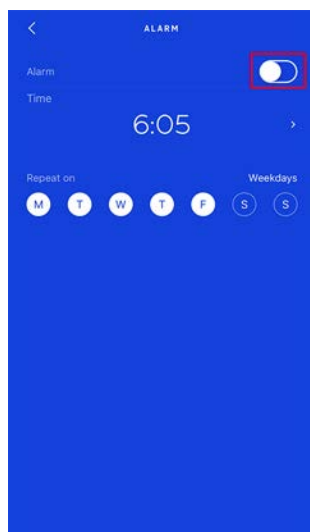 ALARM
Alarm
Time
6:05
Repeat on Weekdays
M T W T F S S